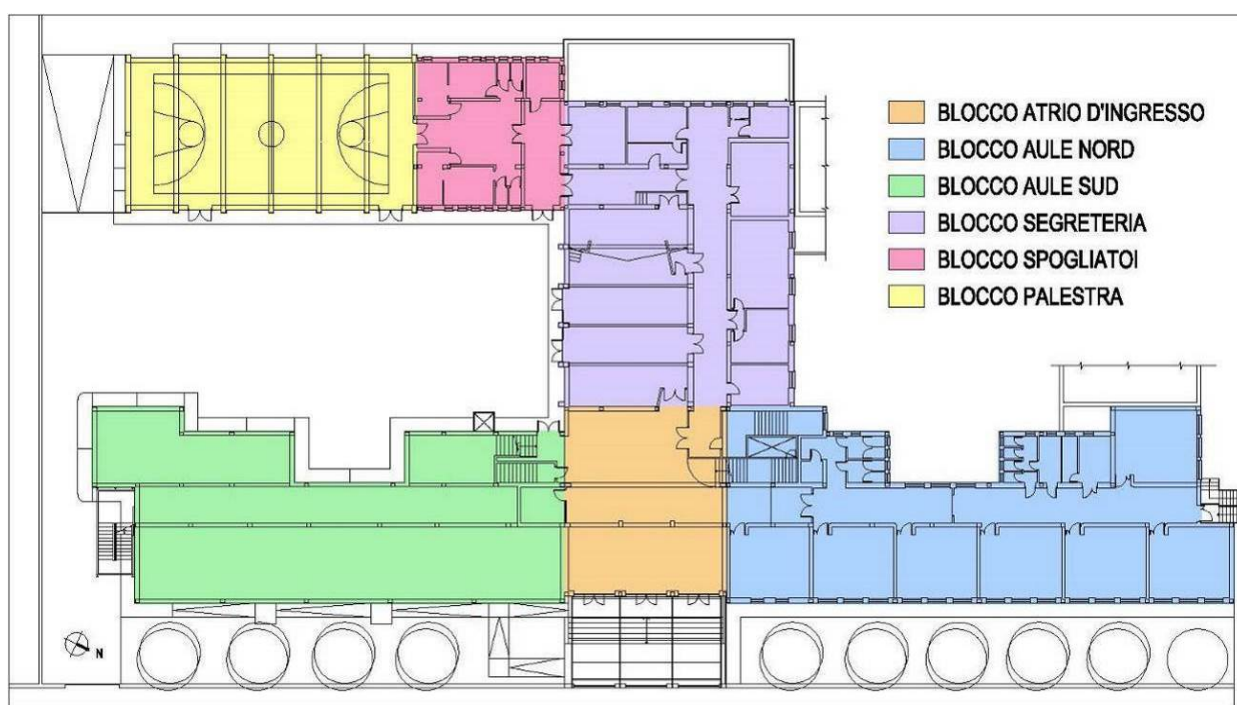 BLOCCO ATRIO D'INGRESSO
BLOCCO AULE NORD
BLOCCO AULE SUD
BLOCCO SEGRETERIA
BLOCCO SPOGLIATOI
BLOCCO PALESTRA
N